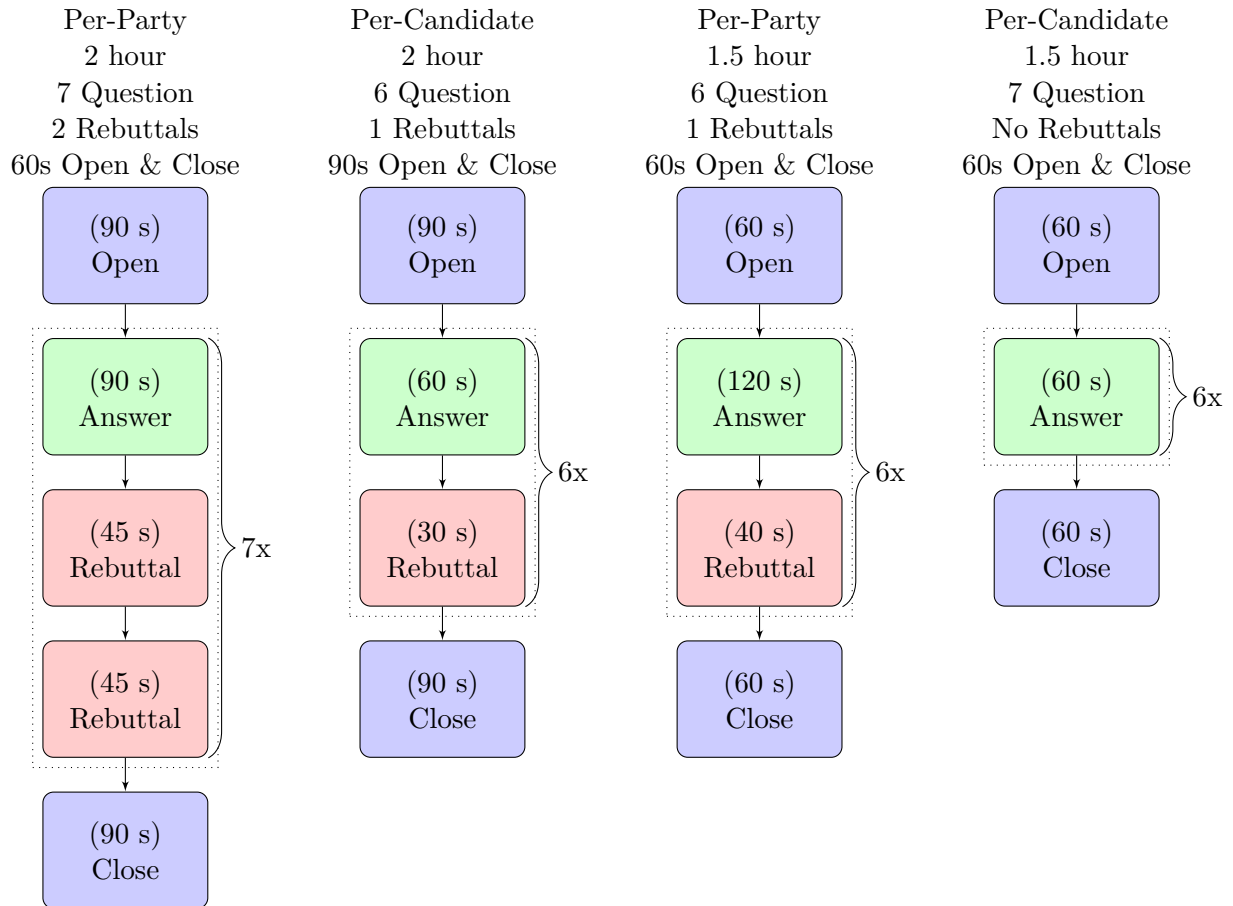 Per-Party
2 hour
7 Question
2 Rebuttals
60s Open & Close
(90 s)
Open
(90 s)
Answer
(45 s)
Rebuttal
(45 s)
Rebuttal
7x
(90 s)
Close
Per-Candidate
2 hour
6 Question
1 Rebuttals
90s Open & Close
(90 s)
Open
(60 s)
Answer
(30 s)
Rebuttal
6x
(90 s)
Close
Per-Party
1.5 hour
6 Question
1 Rebuttals
60s Open & Close
(60 s)
Open
(120 s)
Answer
(40 s)
Rebuttal
6x
(60 s)
Close
Per-Candidate
1.5 hour
7 Question
No Rebuttals
60s Open & Close
(60 s)
Open
(60 s)
Answer
6x
(60 s)
Close